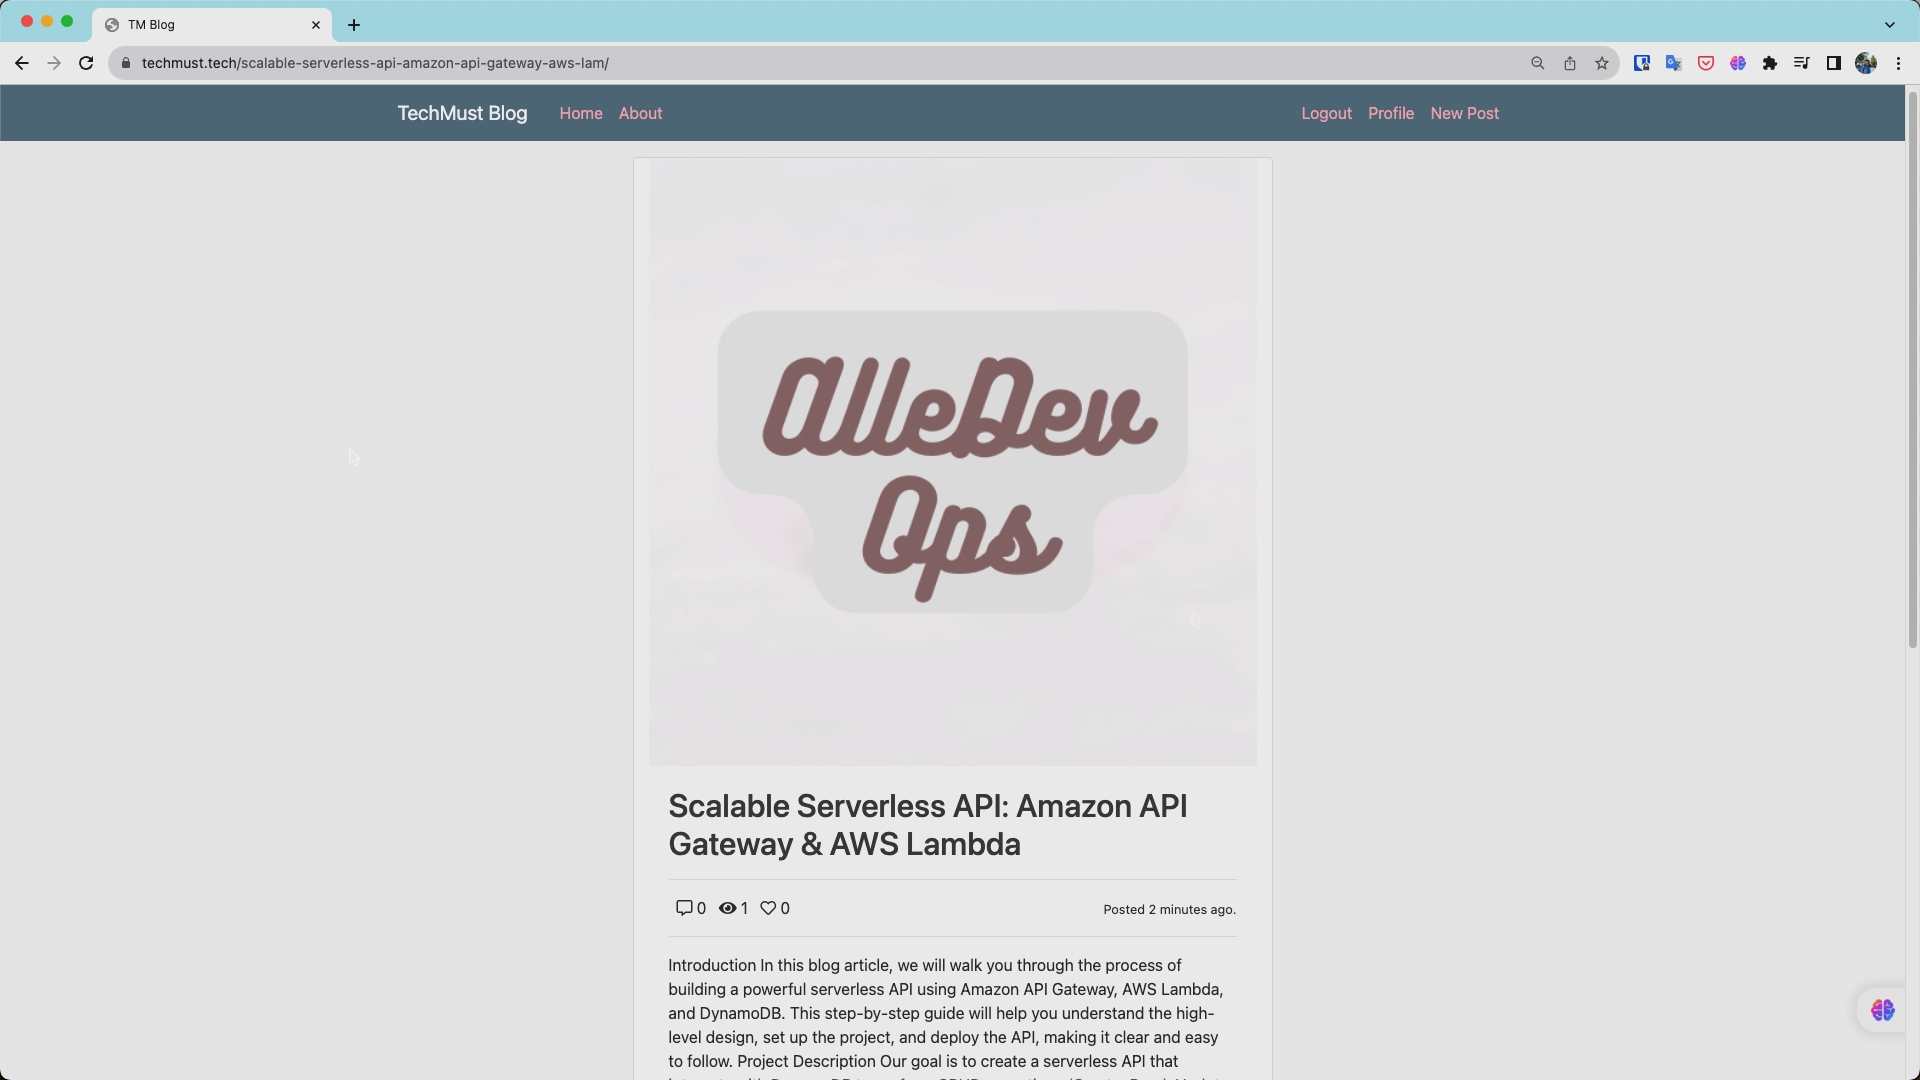 TM Blog
techmust.tech/scalable-serverless-api-amazon-api-gateway-aws-lam/
TechMust Blog Home About Logout Profile New Post
AlleDev
Ops
Scalable Serverless API: Amazon API
Gateway & AWS Lambda
0 1 0 Posted 2 minutes ago.
Introduction In this blog article, we will walk you through the process of
building a powerful serverless API using Amazon API Gateway, AWS Lambda,
and DynamoDB. This step-by-step guide will help you understand the high-
level design, set up the project, and deploy the API, making it clear and easy
to follow. Project Description Our goal is to create a serverless API that